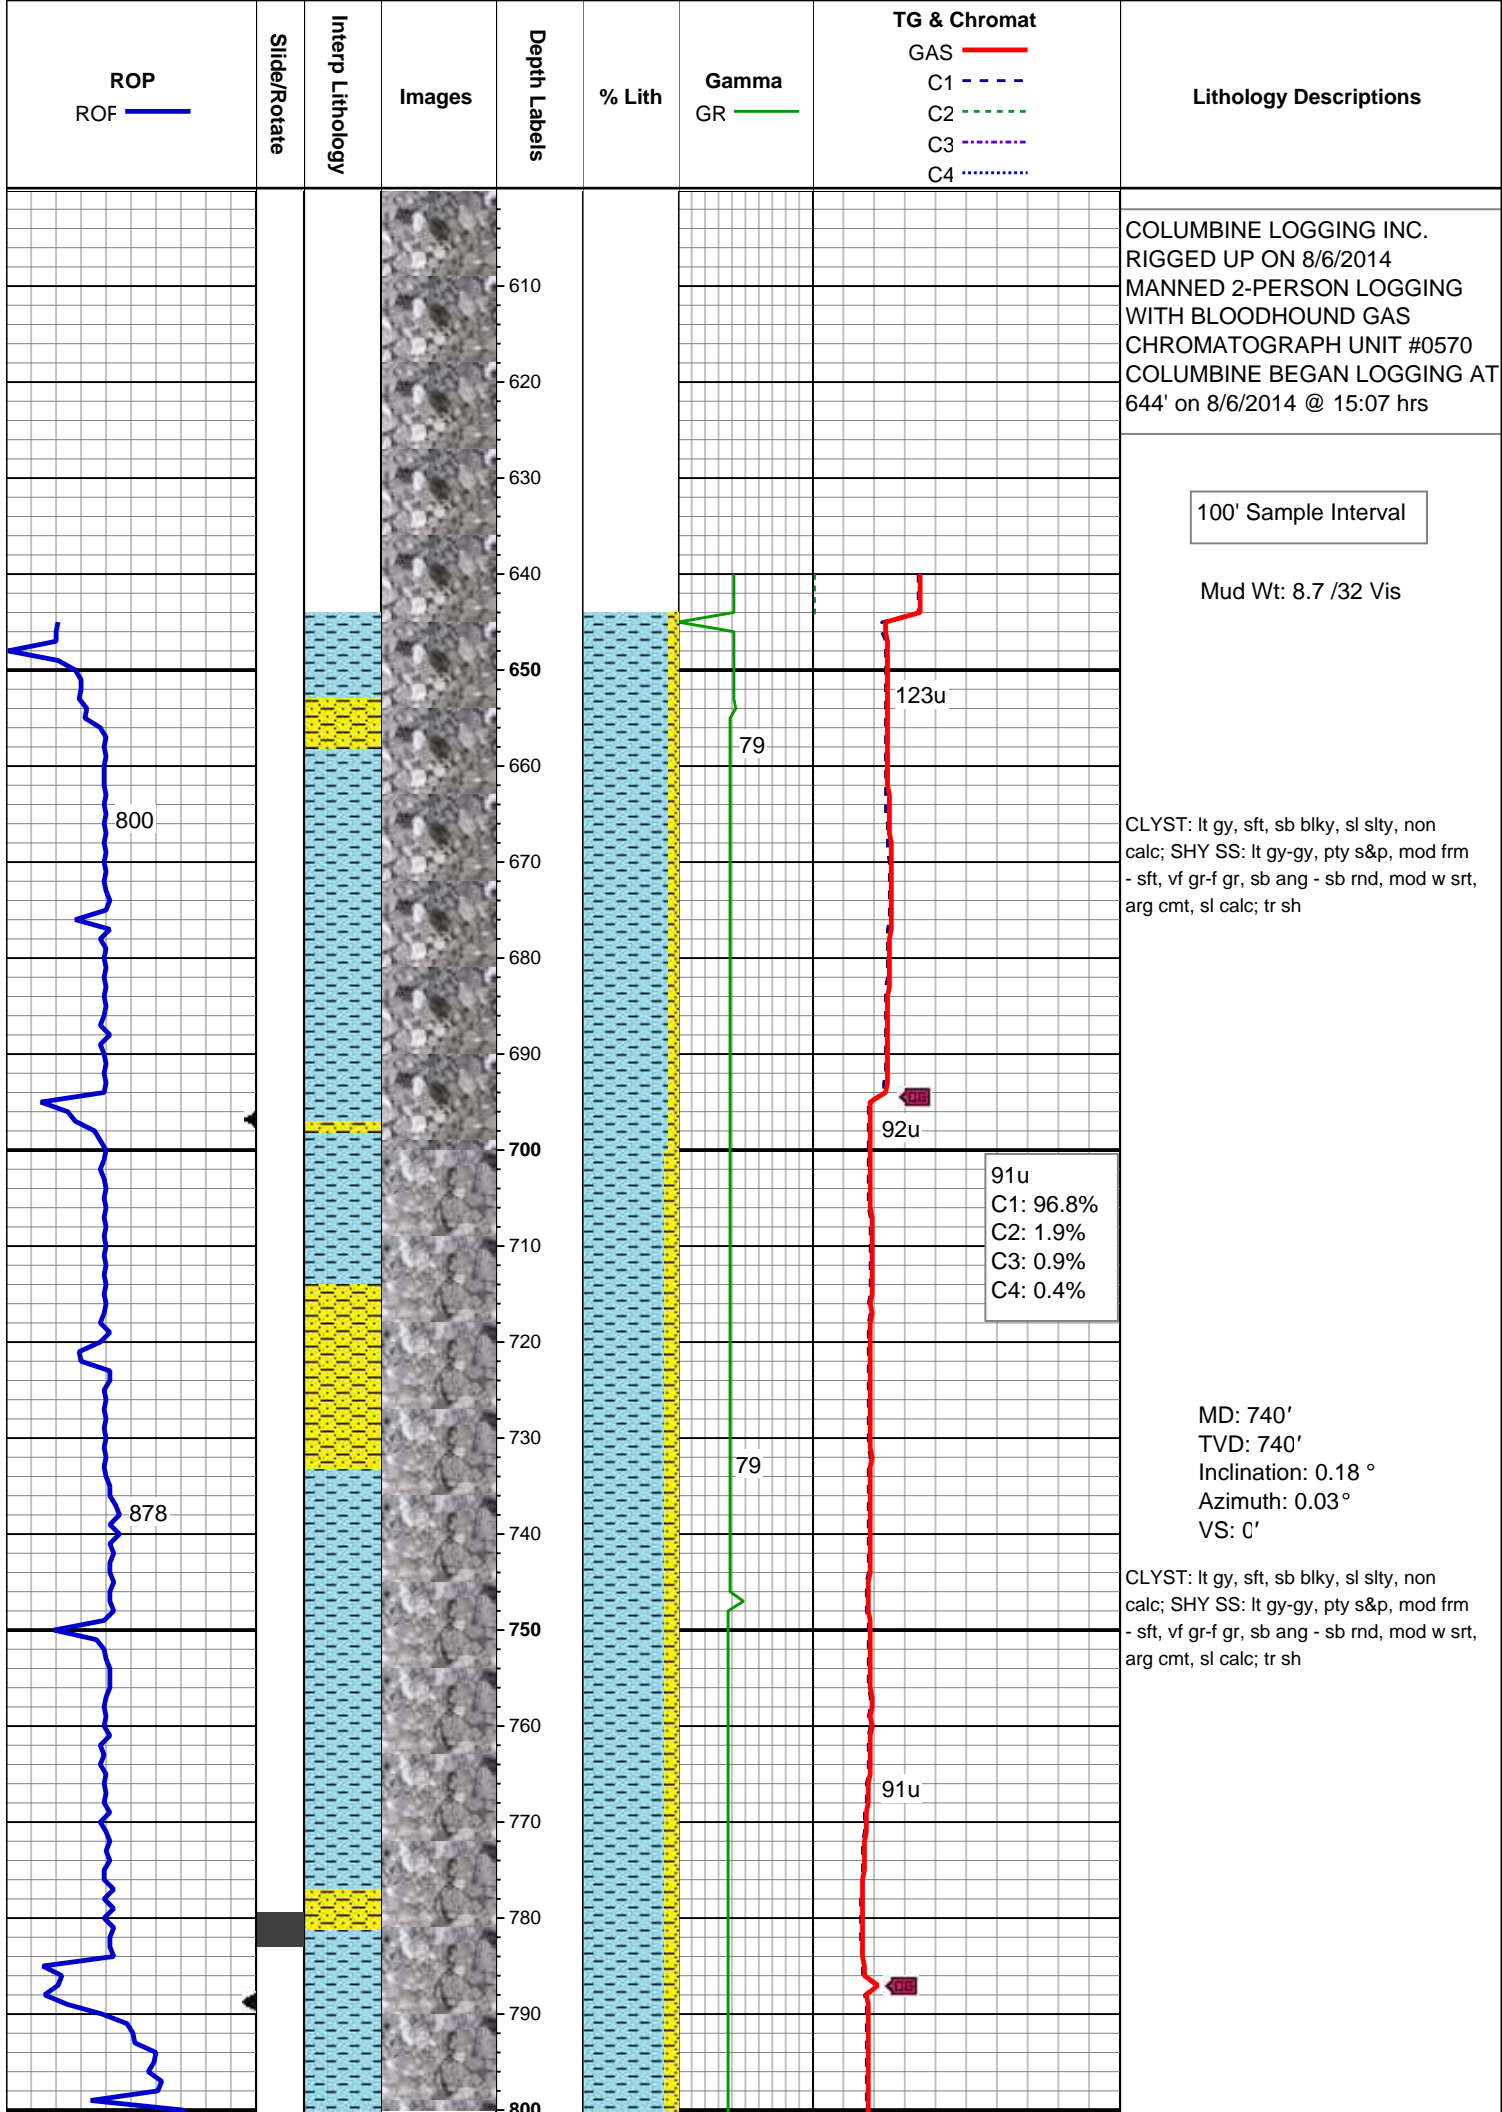 ROP
ROF
Slide/Rotate
Interp Lithology
Images
Depth Labels
% Lith
Gamma
GR
TG & Chromat
GAS
C1
C2
C3
C4
Lithology Descriptions
COLUMBINE LOGGING INC.
RIGGED UP ON 8/6/2014
MANNED 2-PERSON LOGGING
WITH BLOODHOUND GAS
CHROMATOGRAPH UNIT #0570
COLUMBINE BEGAN LOGGING AT
644' on 8/6/2014 @ 15:07 hrs
610
620
630
100' Sample Interval
640
Mud Wt: 8.7 /32 Vis
650
123u
79
660
800
CLYST: lt gy, sft, sb blky, sl slty, non
calc; SHY SS: lt gy-gy, pty s&p, mod frm
- sft, vf gr-f gr, sb ang - sb rnd, mod w srt,
arg cmt, sl calc; tr sh
670
680
690
CG
92u
700
91u
C1: 96.8%
C2: 1.9%
C3: 0.9%
C4: 0.4%
710
720
730
79
MD: 740'
TVD: 740'
Inclination: 0.18 °
Azimuth: 0.03°
VS: 0'
878
740
CLYST: lt gy, sft, sb blky, sl slty, non
calc; SHY SS: lt gy-gy, pty s&p, mod frm
- sft, vf gr-f gr, sb ang - sb rnd, mod w srt,
arg cmt, sl calc; tr sh
750
760
91u
770
780
CG
790
800